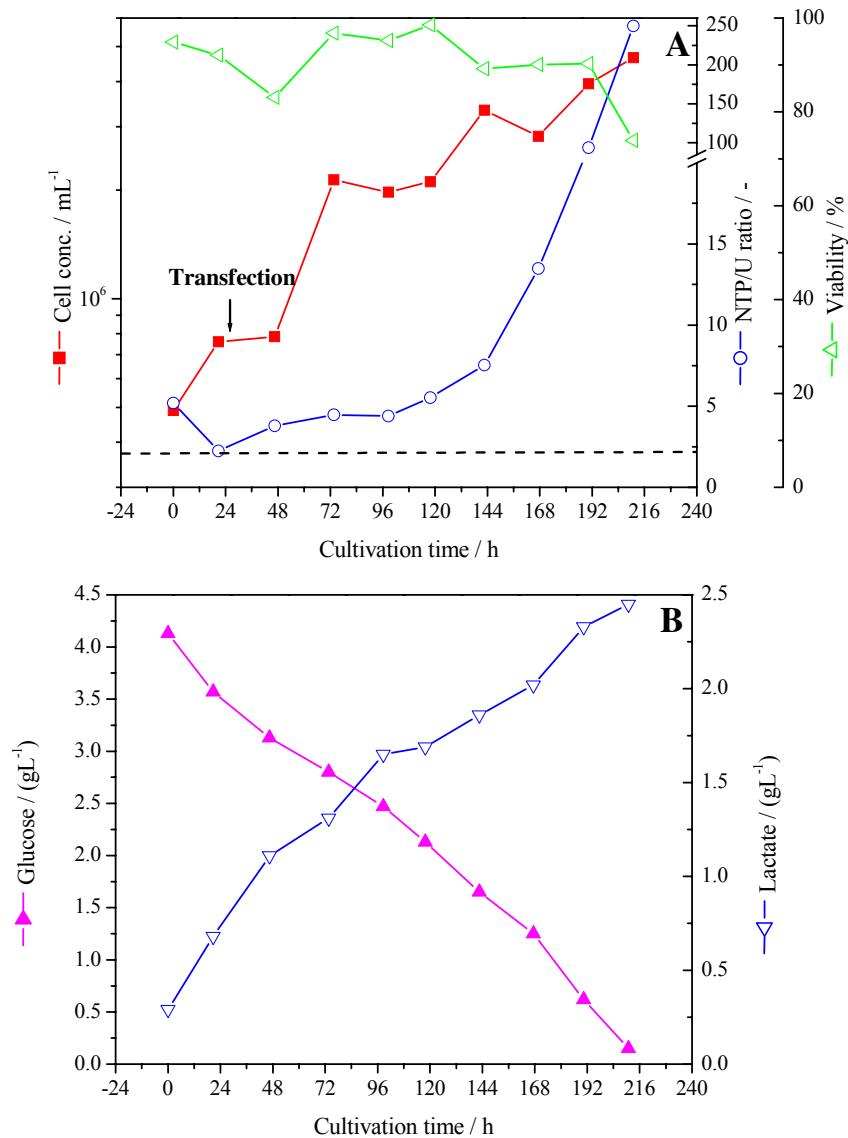 A
Transfection
10⁶
Cell conc. / mL⁻¹
250
200
150
100
15
10
5
0
NTP/U ratio / -
100
80
60
40
20
0
Viability / %
-24 0 24 48 72 96 120 144 168 192 216 240
Cultivation time / h
B
4.5
4.0
3.5
3.0
2.5
2.0
1.5
1.0
0.5
0.0
Glucose / (gL⁻¹)
2.5
2.0
1.5
1.0
0.5
0.0
Lactate / (gL⁻¹)
-24 0 24 48 72 96 120 144 168 192 216 240
Cultivation time / h